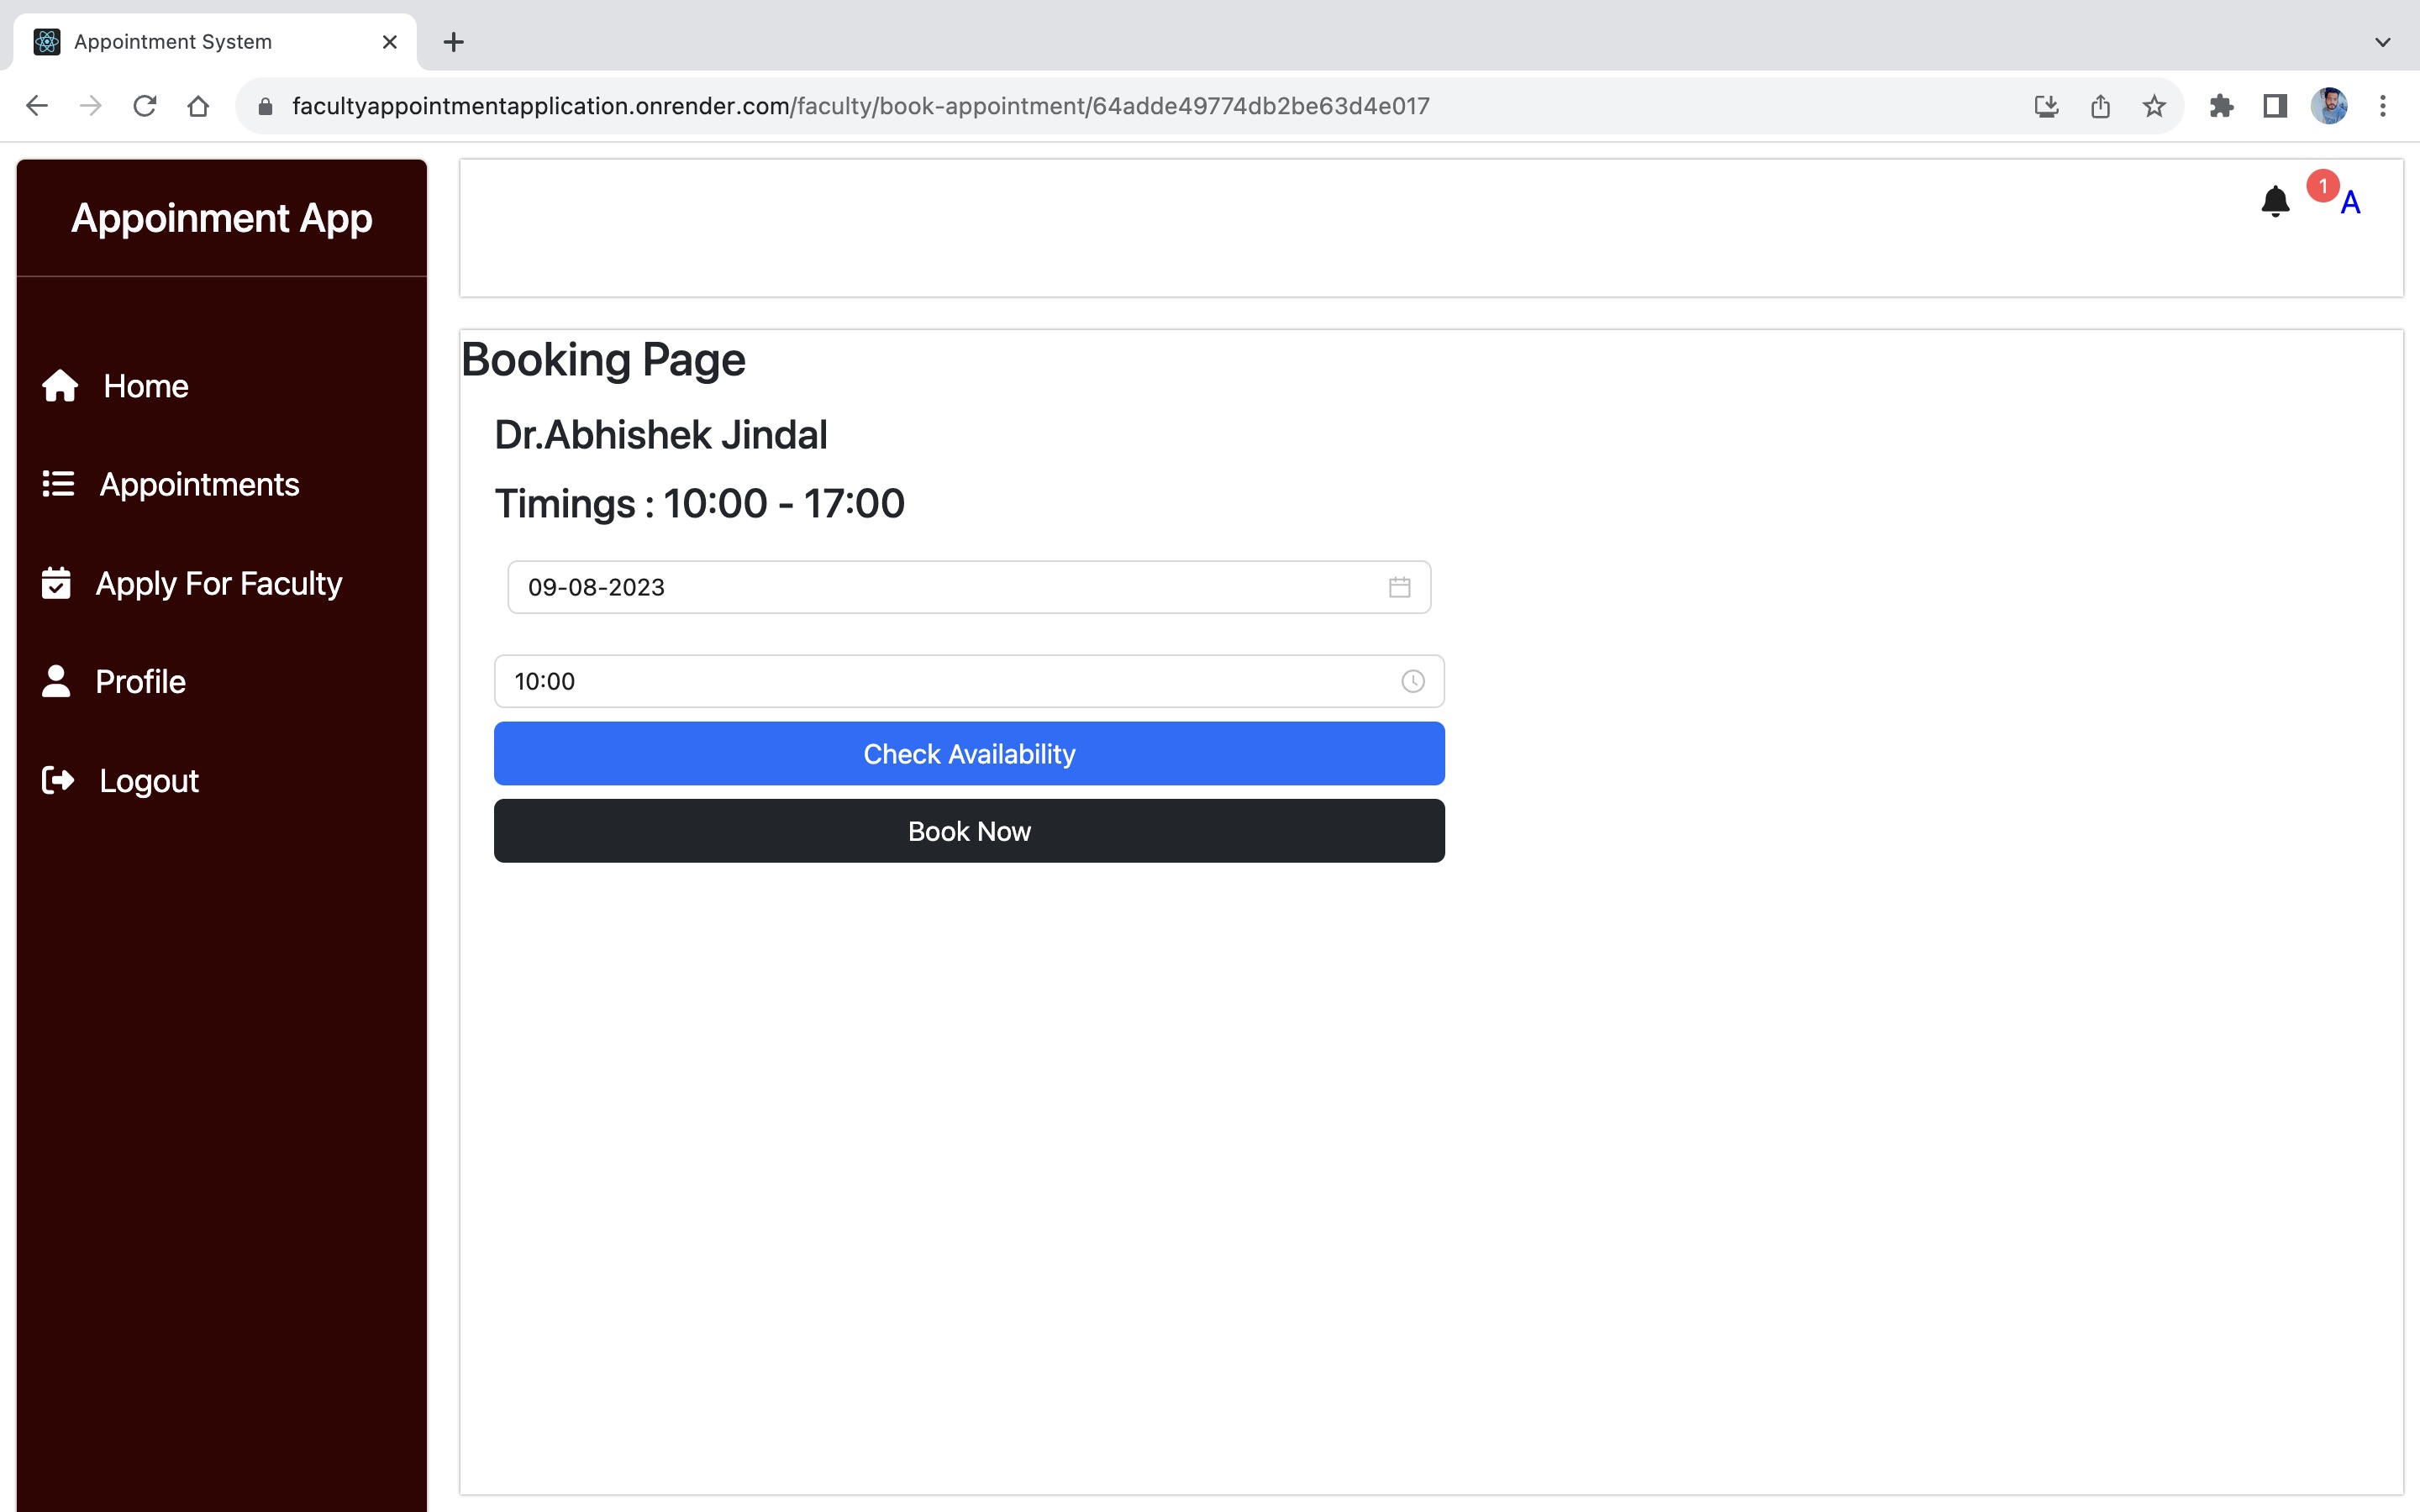 Appointment System
facultyappointmentapplication.onrender.com/faculty/book-appointment/64adde49774db2be63d4e017
Appoinment App
Home
Appointments
Apply For Faculty
Profile
Logout
1
A
Booking Page
Dr.Abhishek Jindal
Timings : 10:00 - 17:00
09-08-2023
10:00
Check Availability
Book Now